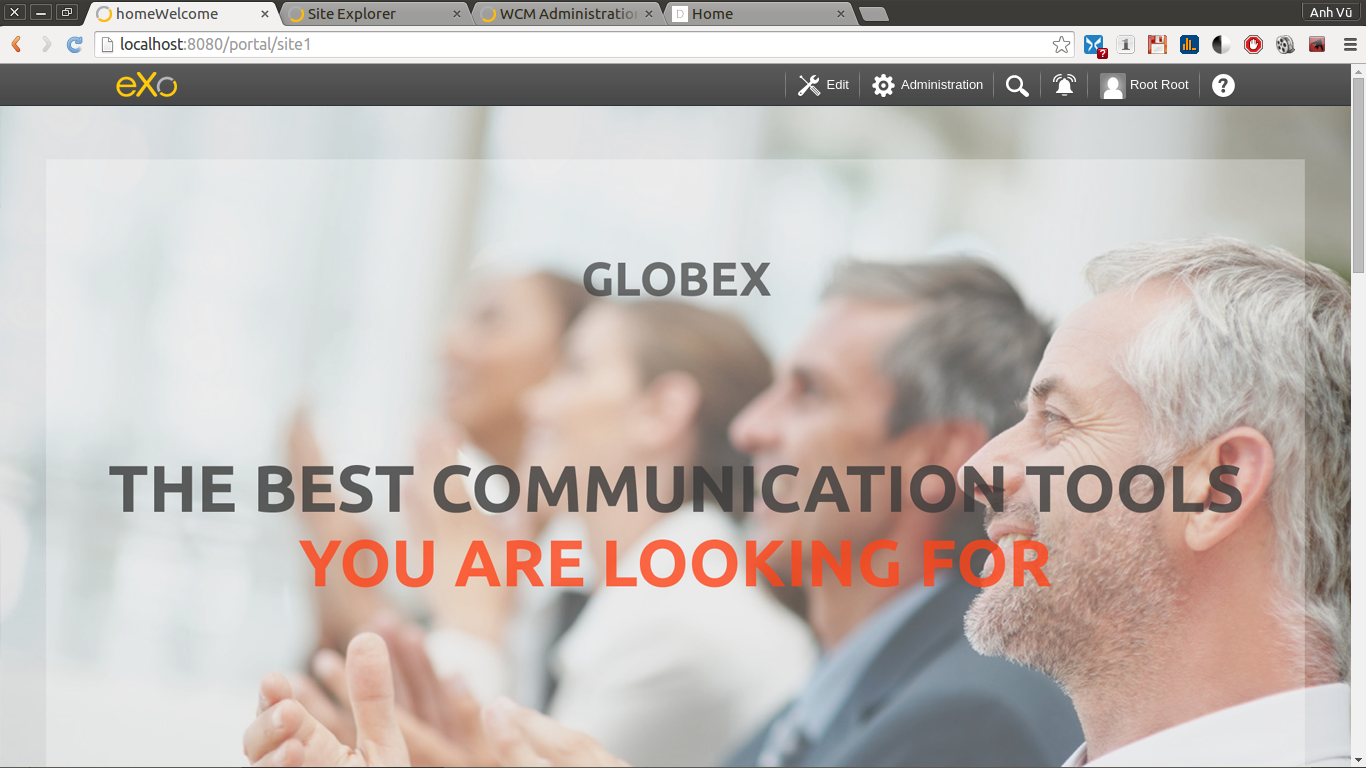 homeWelcome
Site Explorer
WCM Administratio
Home
Anh Vũ
localhost:8080/portal/site1
eXo
Edit
Administration
Root Root
GLOBEX
THE BEST COMMUNICATION TOOLS
YOU ARE LOOKING FOR